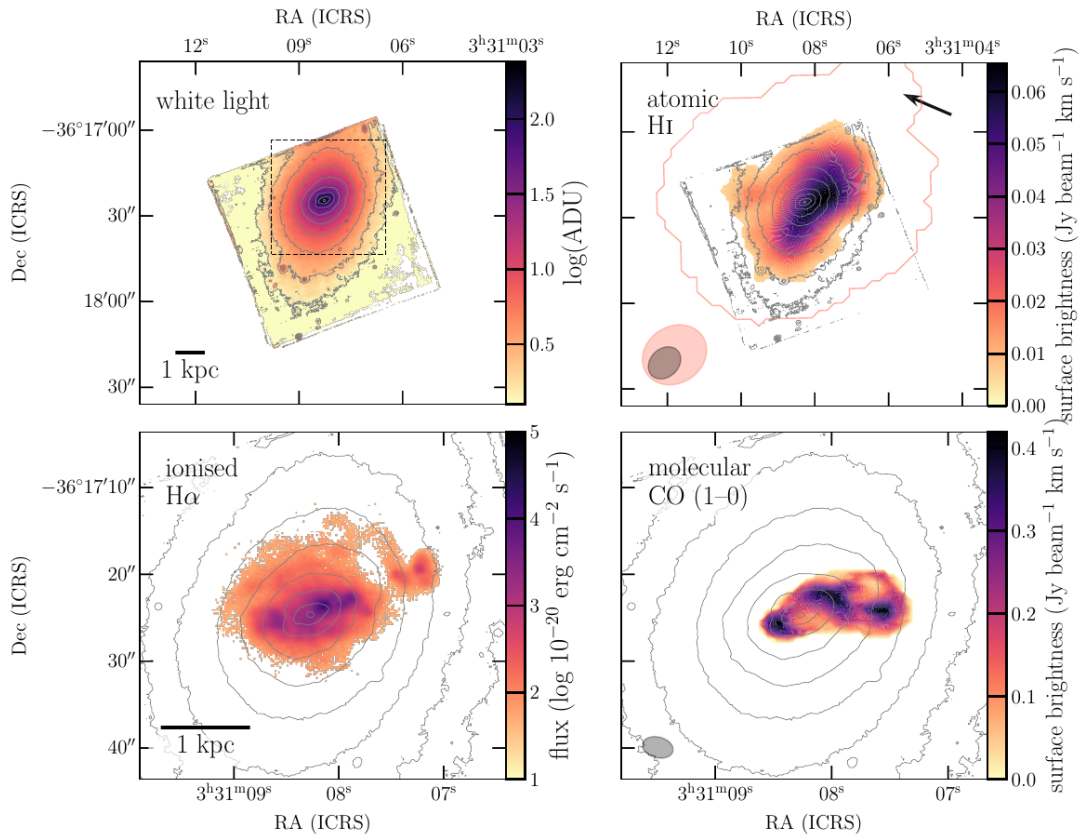 RA (ICRS)
RA (ICRS)
12ˢ 09ˢ 06ˢ 3ʰ31ᵐ03ˢ
12ˢ 10ˢ 08ˢ 06ˢ 3ʰ31ᵐ04ˢ
white light
−36°17′00″
30″
18′00″
30″
Dec (ICRS)
1 kpc
2.0
1.5
1.0
0.5
log(ADU)
atomic
HI
0.06
0.05
0.04
0.03
0.02
0.01
0.00
surface brightness (Jy beam⁻¹ km s⁻¹)
ionised
Hα
−36°17′10″
20″
30″
40″
Dec (ICRS)
1 kpc
5
4
3
2
1
flux (log 10⁻²⁰ erg cm⁻² s⁻¹)
molecular
CO (1–0)
0.4
0.3
0.2
0.1
0.0
surface brightness (Jy beam⁻¹ km s⁻¹)
3ʰ31ᵐ09ˢ 08ˢ 07ˢ
3ʰ31ᵐ09ˢ 08ˢ 07ˢ
RA (ICRS)
RA (ICRS)